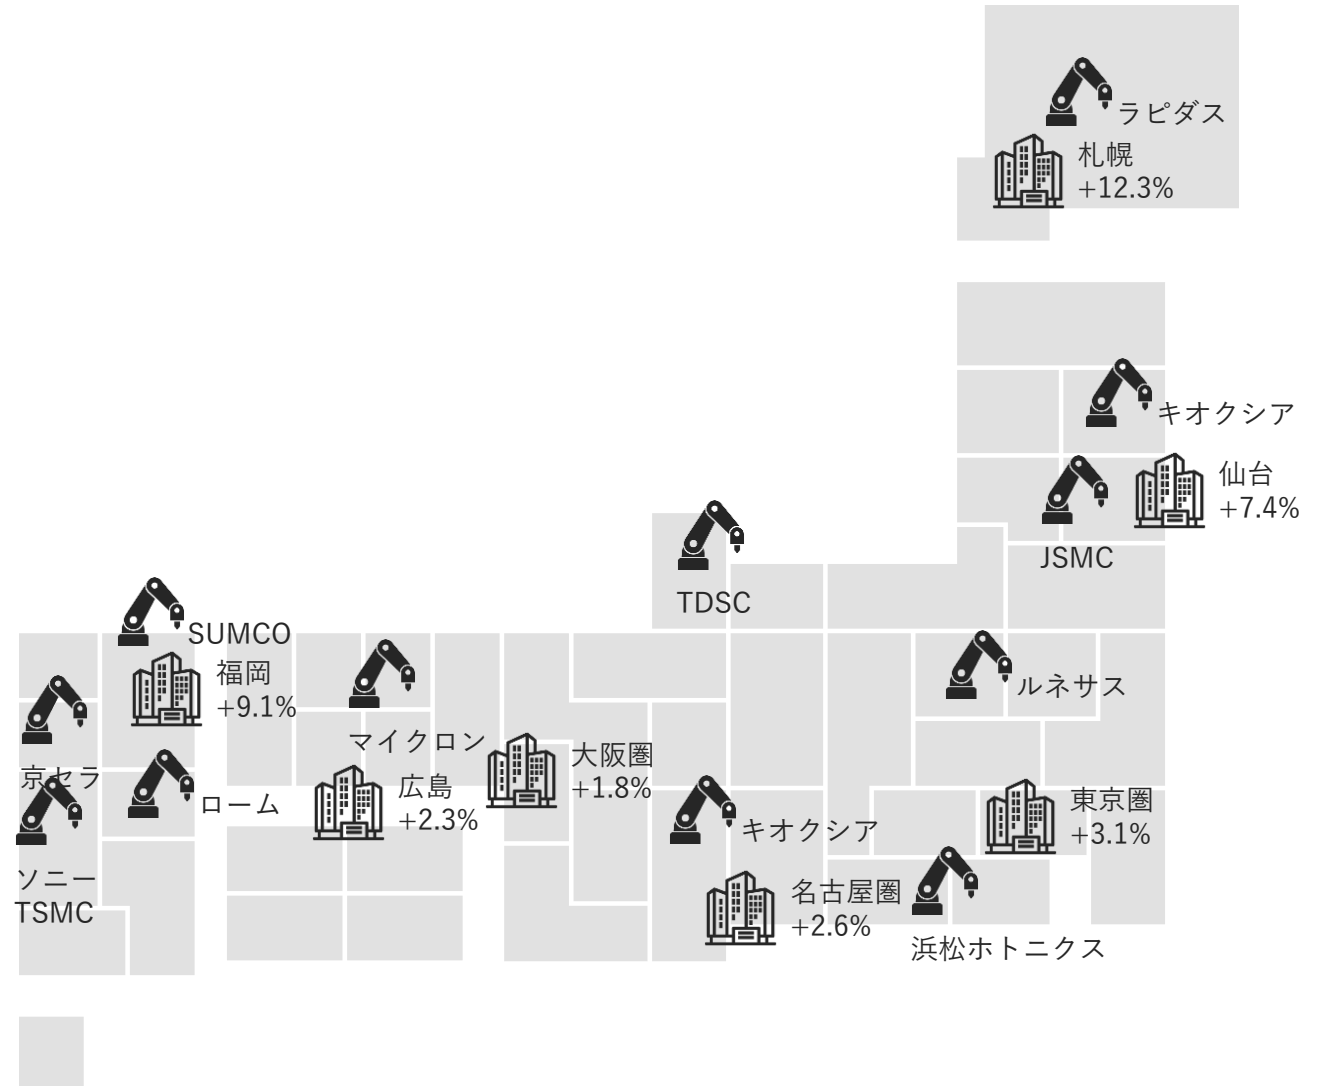 ラピダス
札幌
+12.3%
キオクシア
仙台
+7.4%
JSMC
TDSC
SUMCO
福岡
+9.1%
ルネサス
マイクロン
大阪圏
+1.8%
京セラ
ローム
広島
+2.3%
東京圏
+3.1%
キオクシア
ソニー
TSMC
名古屋圏
+2.6%
浜松ホトニクス